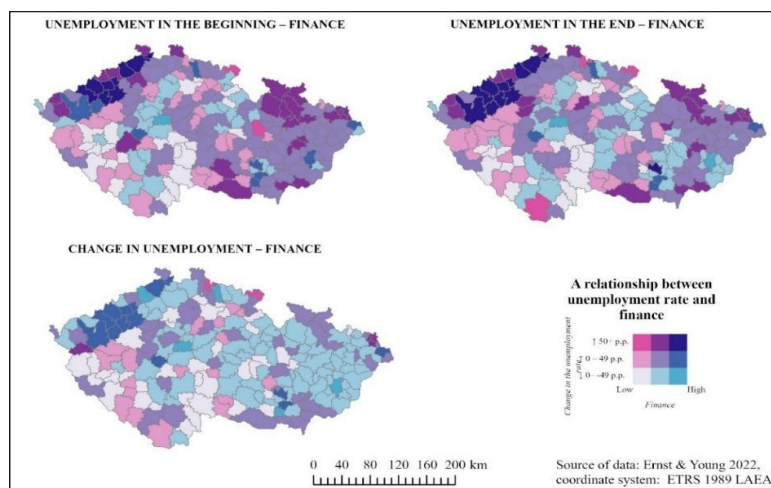 UNEMPLOYMENT IN THE BEGINNING – FINANCE
UNEMPLOYMENT IN THE END – FINANCE
CHANGE IN UNEMPLOYMENT – FINANCE
A relationship between
unemployment rate and
finance
Change in the unemployment
rate
↑ 50+ p.p.
0 – 49 p.p.
0 – -49 p.p.
Low
High
Finance
0 40 80 120 160 200 km
Source of data: Ernst & Young 2022,
coordinate system: ETRS 1989 LAEA